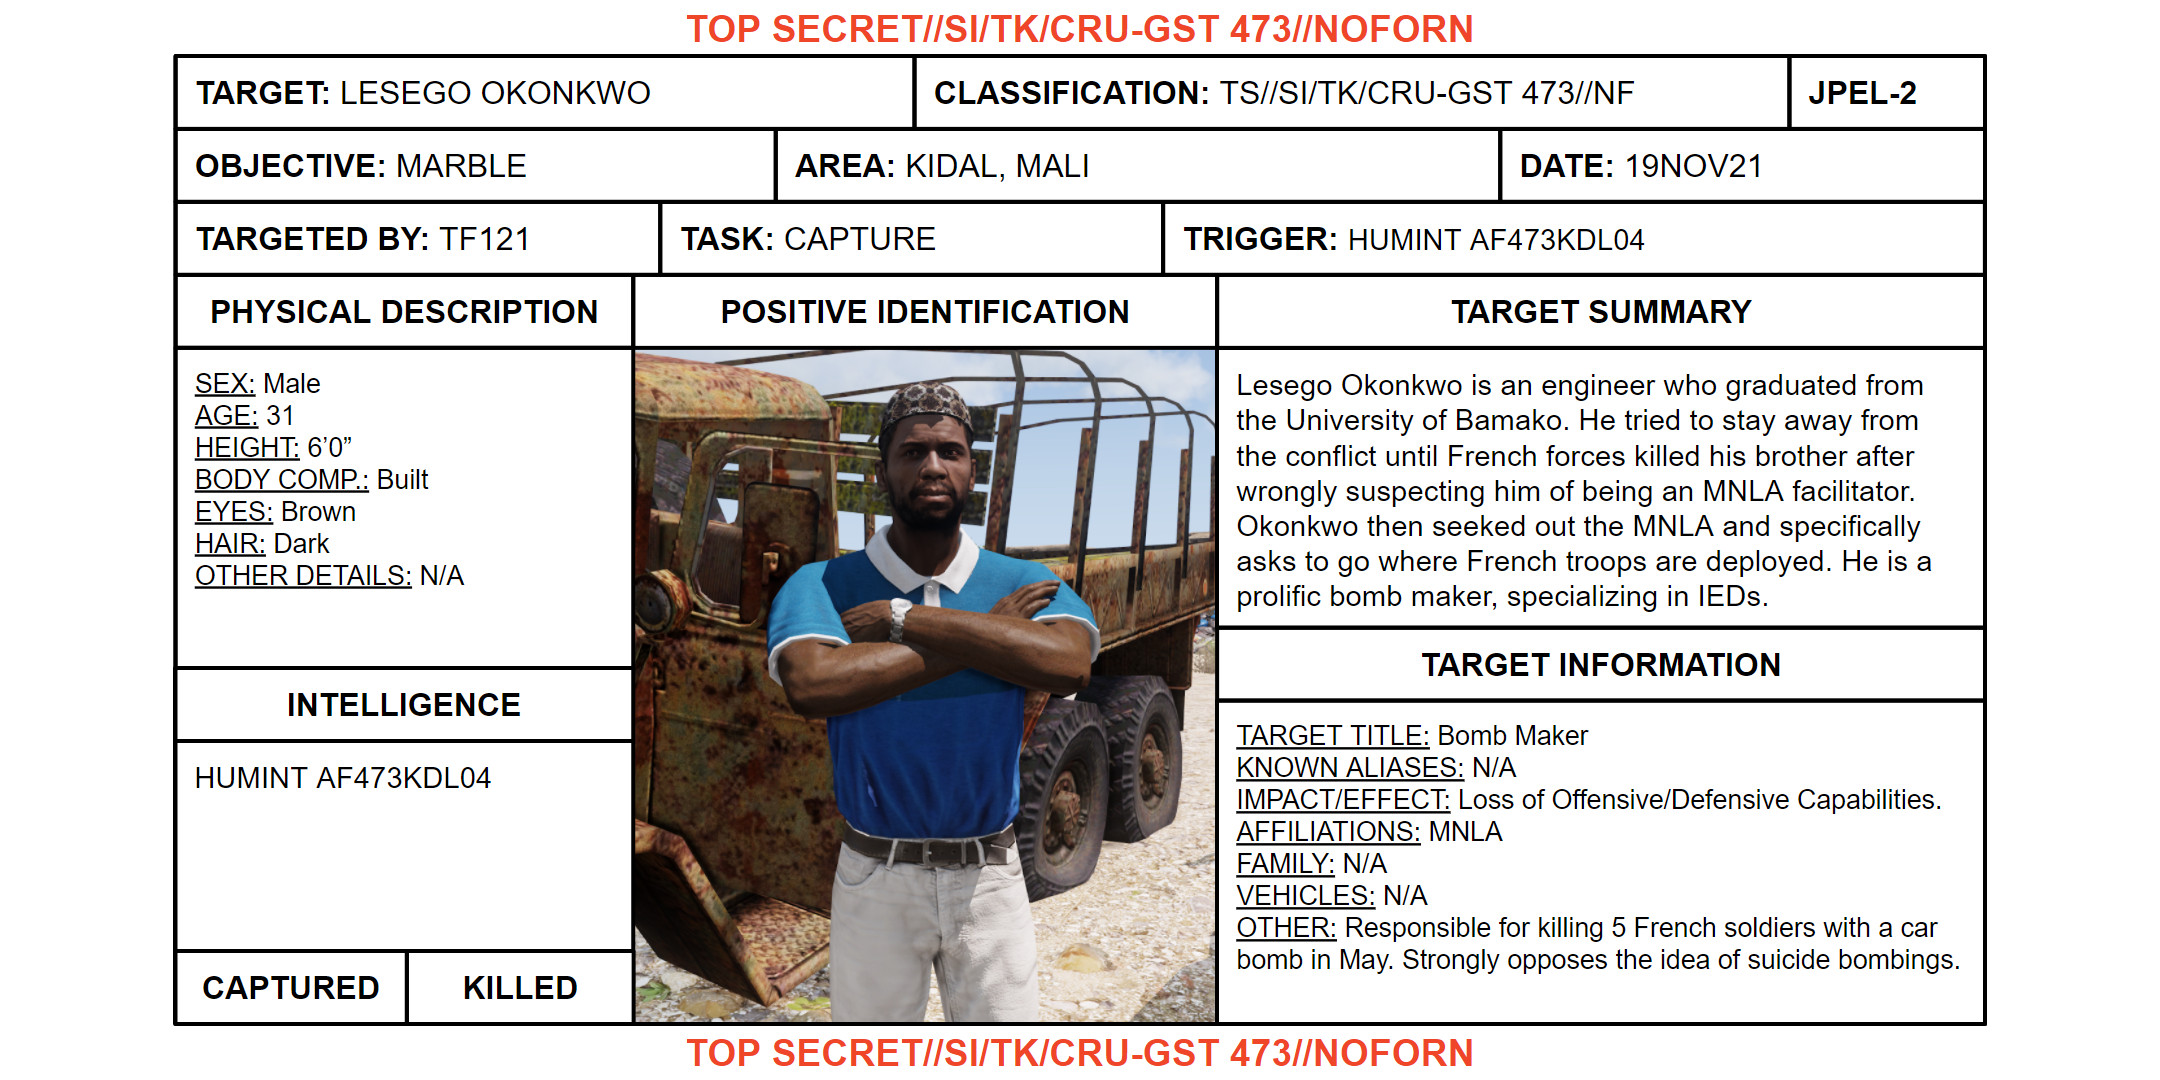 TOP SECRET//SI/TK/CRU-GST 473//NOFORN
TARGET: LESEGO OKONKWO
CLASSIFICATION: TS//SI/TK/CRU-GST 473//NF
JPEL-2
OBJECTIVE: MARBLE
AREA: KIDAL, MALI
DATE: 19NOV21
TARGETED BY: TF121
TASK: CAPTURE
TRIGGER: HUMINT AF473KDL04
PHYSICAL DESCRIPTION
SEX: Male
AGE: 31
HEIGHT: 6’0”
BODY COMP.: Built
EYES: Brown
HAIR: Dark
OTHER DETAILS: N/A
INTELLIGENCE
HUMINT AF473KDL04
CAPTURED
KILLED
POSITIVE IDENTIFICATION
TARGET SUMMARY
Lesego Okonkwo is an engineer who graduated from
the University of Bamako. He tried to stay away from
the conflict until French forces killed his brother after
wrongly suspecting him of being an MNLA facilitator.
Okonkwo then seeked out the MNLA and specifically
asks to go where French troops are deployed. He is a
prolific bomb maker, specializing in IEDs.
TARGET INFORMATION
TARGET TITLE: Bomb Maker
KNOWN ALIASES: N/A
IMPACT/EFFECT: Loss of Offensive/Defensive Capabilities.
AFFILIATIONS: MNLA
FAMILY: N/A
VEHICLES: N/A
OTHER: Responsible for killing 5 French soldiers with a car
bomb in May. Strongly opposes the idea of suicide bombings.
TOP SECRET//SI/TK/CRU-GST 473//NOFORN